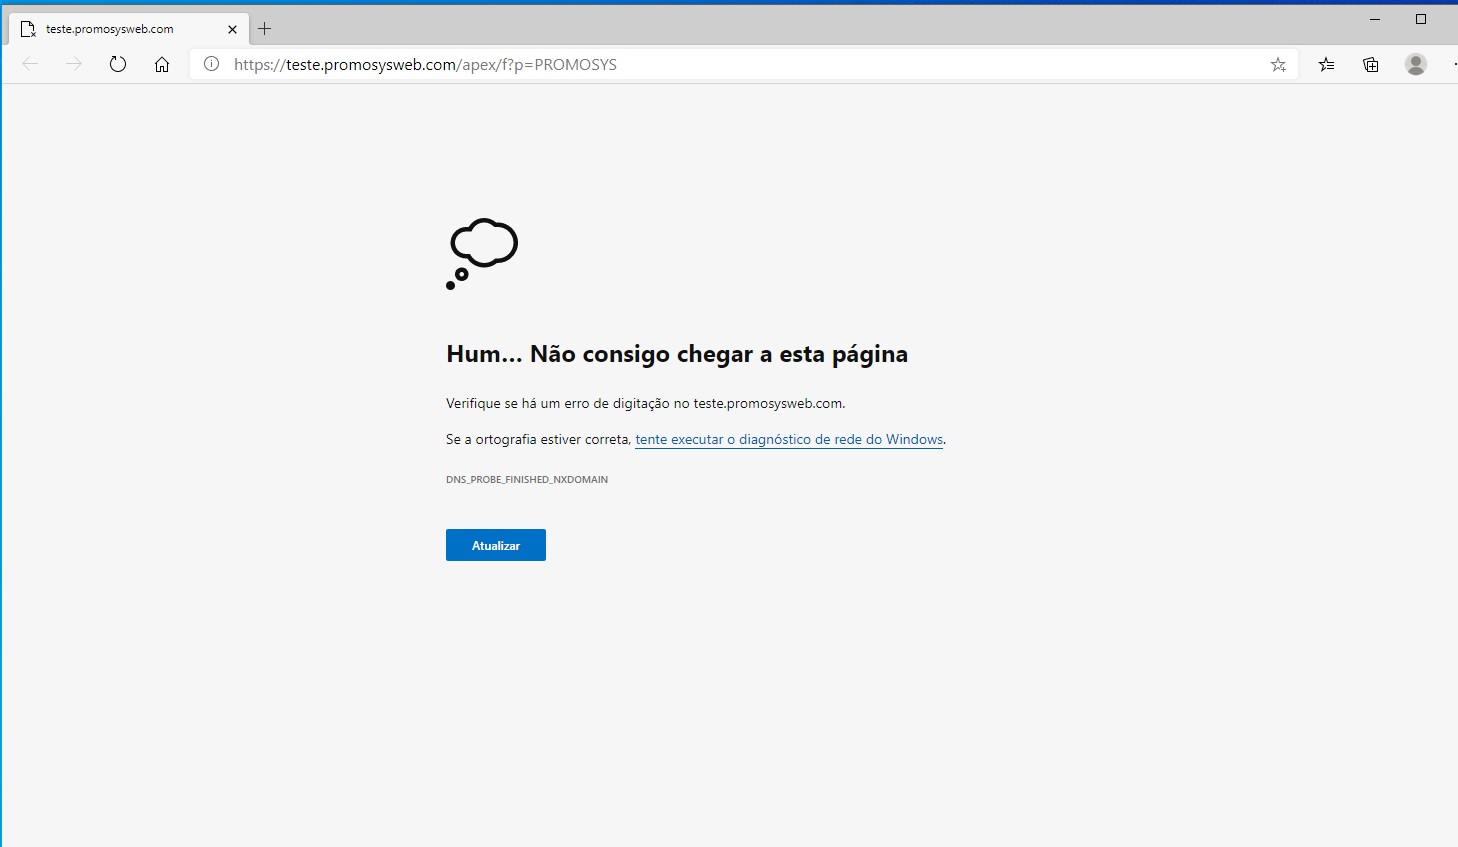 teste.promosysweb.com
https://teste.promosysweb.com/apex/f?p=PROMOSYS
Hum... Não consigo chegar a esta página
Verifique se há um erro de digitação no teste.promosysweb.com.
Se a ortografia estiver correta, tente executar o diagnóstico de rede do Windows.
DNS_PROBE_FINISHED_NXDOMAIN
Atualizar